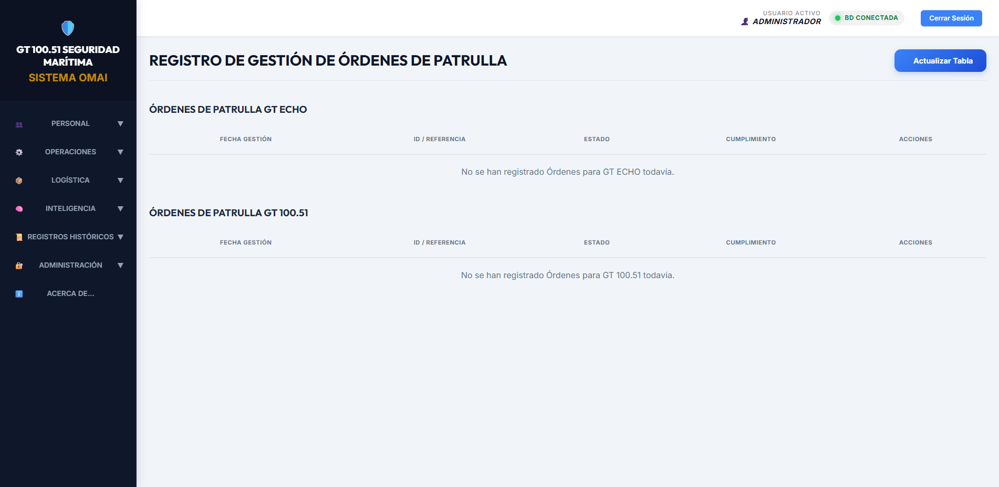 GT 100.51 SEGURIDAD
MARÍTIMA
SISTEMA OMAI
PERSONAL ▼
OPERACIONES ▼
LOGÍSTICA ▼
INTELIGENCIA ▼
REGISTROS HISTÓRICOS ▼
ADMINISTRACIÓN ▼
ACERCA DE...
USUARIO ACTIVO
ADMINISTRADOR
BD CONECTADA
Cerrar Sesión
REGISTRO DE GESTIÓN DE ÓRDENES DE PATRULLA
Actualizar Tabla
ÓRDENES DE PATRULLA GT ECHO
FECHA GESTIÓN ID / REFERENCIA ESTADO CUMPLIMIENTO ACCIONES
No se han registrado Órdenes para GT ECHO todavía.
ÓRDENES DE PATRULLA GT 100.51
FECHA GESTIÓN ID / REFERENCIA ESTADO CUMPLIMIENTO ACCIONES
No se han registrado Órdenes para GT 100.51 todavía.